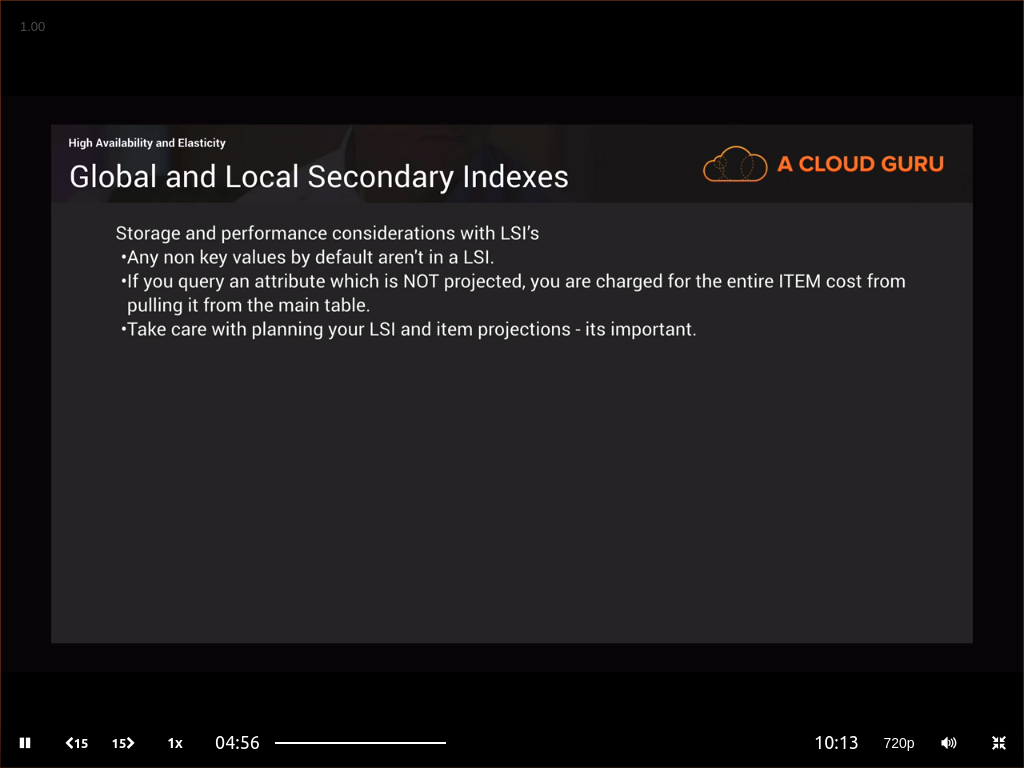 1.00
High Availability and Elasticity
Global and Local Secondary Indexes
A CLOUD GURU
Storage and performance considerations with LSI's
•Any non key values by default aren't in a LSI.
•If you query an attribute which is NOT projected, you are charged for the entire ITEM cost from
pulling it from the main table.
•Take care with planning your LSI and item projections - its important.
15 15 1x 04:56 10:13 720p